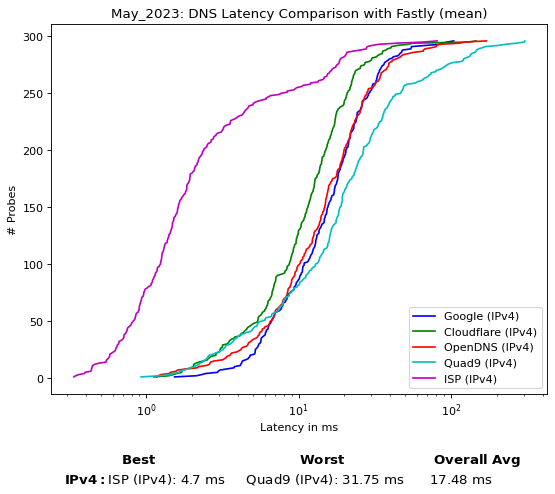 May_2023: DNS Latency Comparison with Fastly (mean)
300
250
200
150
100
50
0
# Probes
10^0 10^1 10^2
Latency in ms
Google (IPv4)
Cloudflare (IPv4)
OpenDNS (IPv4)
Quad9 (IPv4)
ISP (IPv4)
Best Worst Overall Avg
IPv4: ISP (IPv4): 4.7 ms Quad9 (IPv4): 31.75 ms 17.48 ms